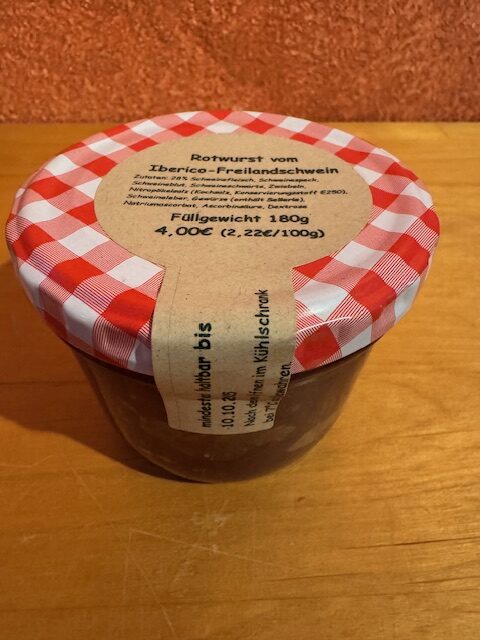 Rotwurst vom
Iberico-Freilandschwein
Zutaten: 28% Schweinefleisch, Schweinespeck,
Schweineblut, Schweineschwarte, Zwiebeln,
Nitritpökelsalz (Kochsalz, Konservierungsstoff E250),
Schweineleber, Gewürze (enthält Sellerie),
Natriumascorbat, Ascorbinsäure, Dextrose
Füllgewicht 180g
4,00€ (2,22€/100g)
mindestens haltbar bis
10.10.
Nach dem im Kühlschrank
bei 7°C